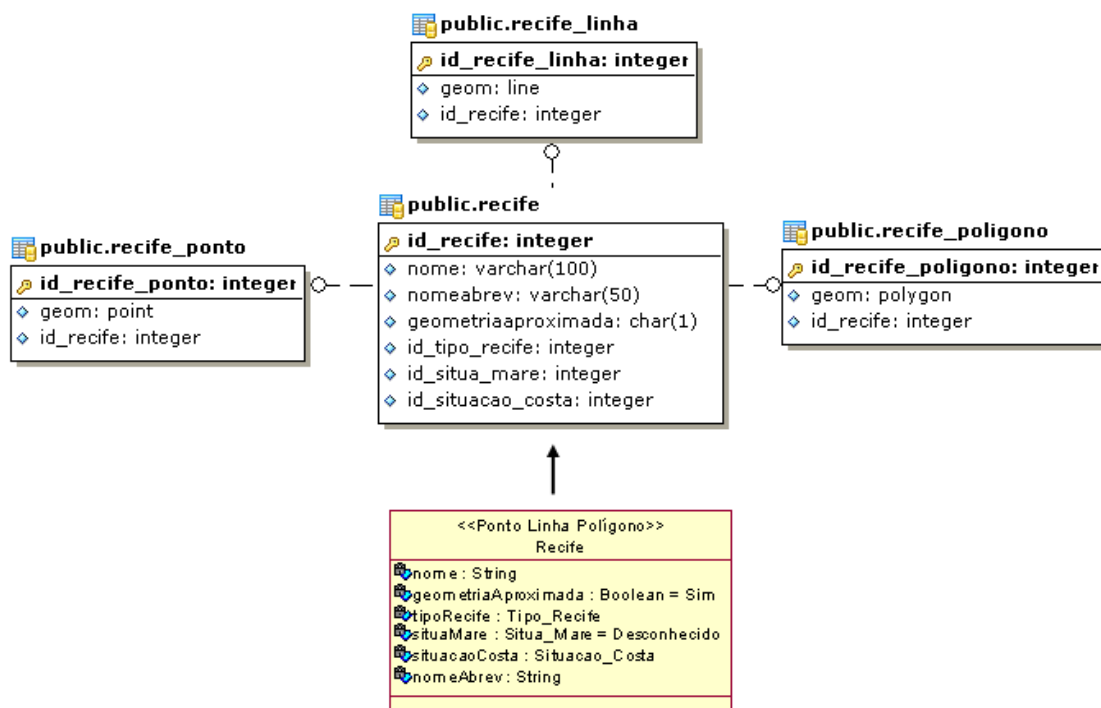 public.recife_linha
id_recife_linha: integer
geom: line
id_recife: integer
public.recife
id_recife: integer
nome: varchar(100)
nomeabrev: varchar(50)
geometriaaproximada: char(1)
id_tipo_recife: integer
id_situa_mare: integer
id_situacao_costa: integer
public.recife_ponto
id_recife_ponto: integer
geom: point
id_recife: integer
public.recife_poligono
id_recife_poligono: integer
geom: polygon
id_recife: integer
<<Ponto Linha Polígono>>
Recife
nome : String
geometriaAproximada : Boolean = Sim
tipoRecife : Tipo_Recife
situaMare : Situa_Mare = Desconhecido
situacaoCosta : Situacao_Costa
nomeAbrev : String